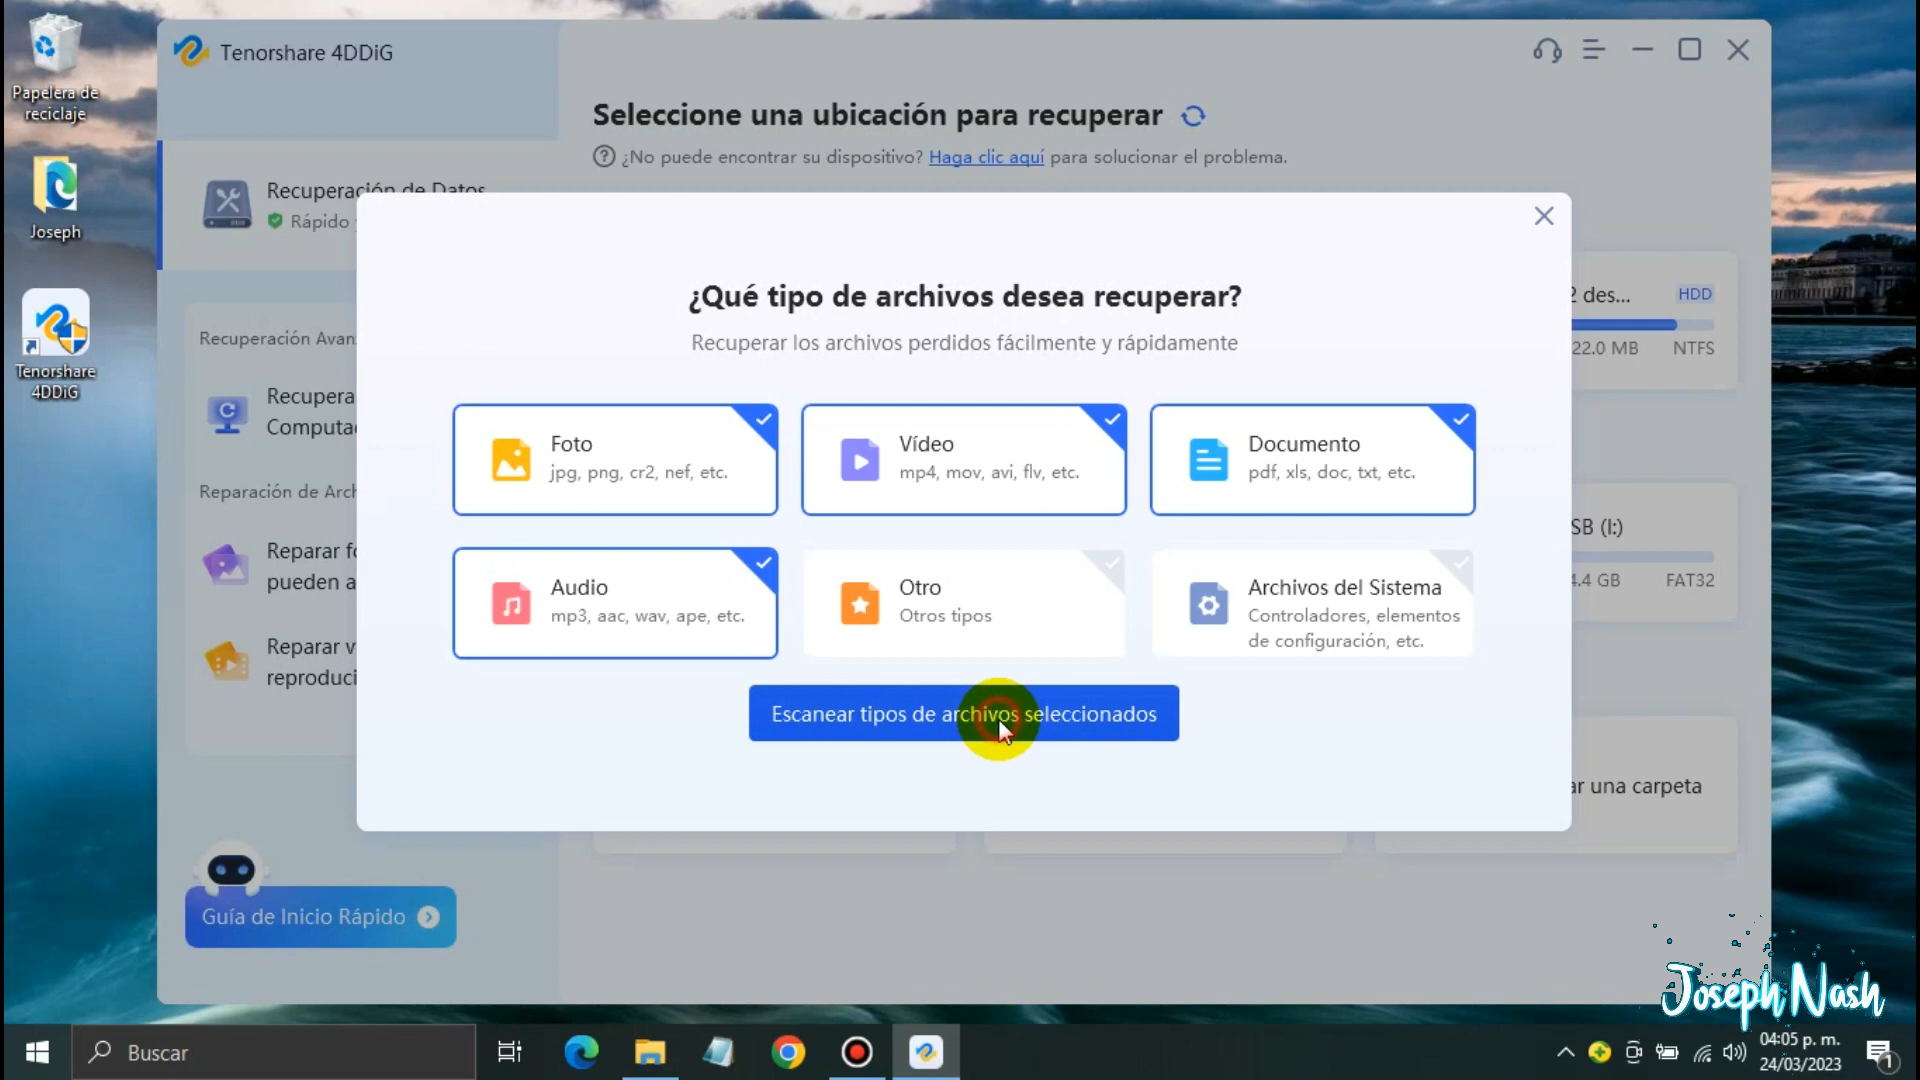 Papelera de
reciclaje
Joseph
Tenorshare
4DDiG
Tenorshare 4DDiG
Seleccione una ubicación para recuperar
¿No puede encontrar su dispositivo? Haga clic aquí para solucionar el problema.
Recuperación de Datos
Rápido
Recuperación Avan
Recupera
Computa
Reparación de Arch
Reparar f
pueden a
Reparar v
reproduci
Guía de Inicio Rápido
¿Qué tipo de archivos desea recuperar?
Recuperar los archivos perdidos fácilmente y rápidamente
Foto
jpg, png, cr2, nef, etc.
Vídeo
mp4, mov, avi, flv, etc.
Documento
pdf, xls, doc, txt, etc.
Audio
mp3, aac, wav, ape, etc.
Otro
Otros tipos
Archivos del Sistema
Controladores, elementos
de configuración, etc.
Escanear tipos de archivos seleccionados
2 des... HDD
22.0 MB NTFS
SB (I:)
4.4 GB FAT32
ar una carpeta
Joseph Nash
Buscar
04:05 p. m.
24/03/2023
1